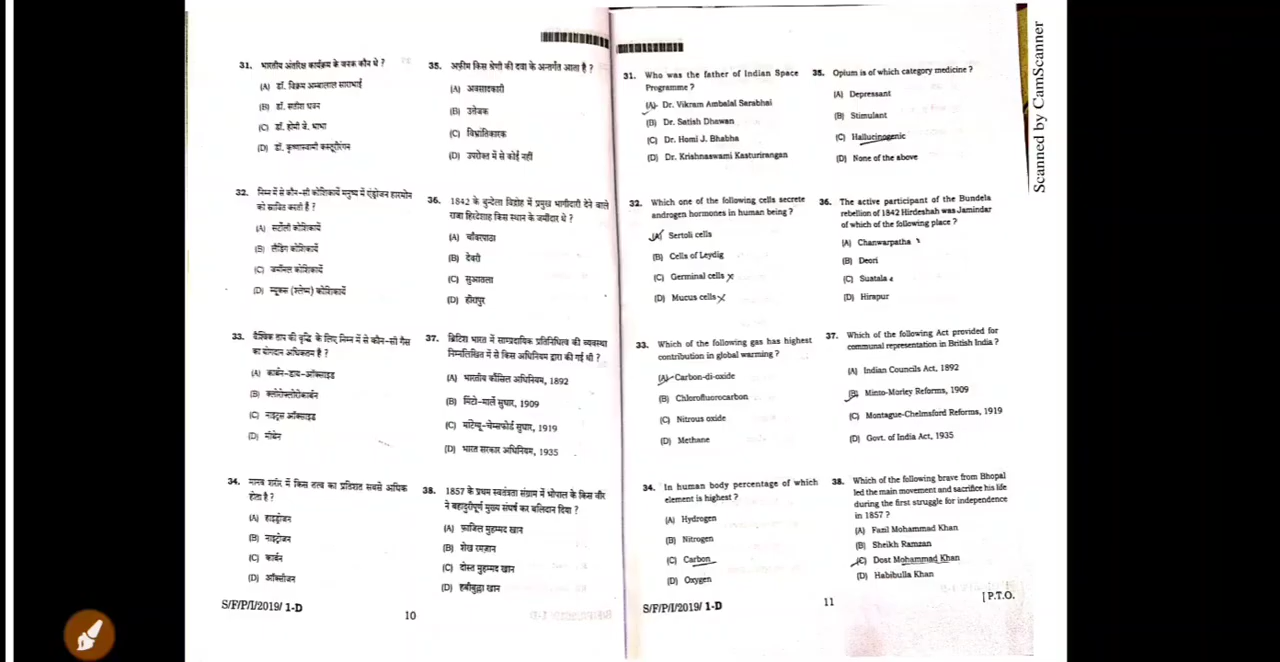 31. भारतीय अंतरिक्ष कार्यक्रम के जनक कौन थे ?
(A) डॉ. विक्रम अम्बालाल साराभाई
(B) डॉ. सतीश धवन
(C) डॉ. होमी जे. भाभा
(D) डॉ. कृष्णास्वामी कस्तूरीरंगन
32. निम्न में से कौन-सी कोशिकायें मनुष्य में एंड्रोजन हारमोन
को स्रावित करती हैं ?
(A) सर्टोली कोशिकायें
(B) लैडिग कोशिकायें
(C) जर्मिनल कोशिकायें
(D) म्यूकस (श्लेष्म) कोशिकायें
33. वैश्विक ताप की वृद्धि के लिए निम्न में से कौन-सी गैस
का योगदान अधिकतम है ?
(A) कार्बन-डाय-ऑक्साइड
(B) क्लोरोफ्लोरोकार्बन
(C) नाइट्रस ऑक्साइड
(D) मीथेन
34. मानव शरीर में किस तत्व का प्रतिशत सबसे अधिक
होता है ?
(A) हाइड्रोजन
(B) नाइट्रोजन
(C) कार्बन
(D) ऑक्सीजन
S/F/P/I/2019/ 1-D
35. अफ़ीम किस श्रेणी की दवा के अन्तर्गत आता है ?
(A) अवसादकारी
(B) उत्तेजक
(C) विभ्रांतिकारक
(D) उपरोक्त में से कोई नहीं
36. 1842 के बुन्देला विद्रोह में प्रमुख भागीदारी देने वाले
राजा हिरदेशाह किस स्थान के जमींदार थे ?
(A) चाँवरपाठा
(B) देवरी
(C) सुआतला
(D) हीरापुर
37. ब्रिटिश भारत में साम्प्रदायिक प्रतिनिधित्व की व्यवस्था
निम्नलिखित में से किस अधिनियम द्वारा की गई थी ?
(A) भारतीय कौंसिल अधिनियम, 1892
(B) मिंटो-मार्ले सुधार, 1909
(C) मांटेग्यू-चेम्सफोर्ड सुधार, 1919
(D) भारत सरकार अधिनियम, 1935
38. 1857 के प्रथम स्वतंत्रता संग्राम में भोपाल के किस वीर
ने बहादुरीपूर्ण मुख्य संघर्ष कर बलिदान दिया ?
(A) फ़ाजिल मुहम्मद खान
(B) शेख रमज़ान
(C) दोस्त मुहम्मद खान
(D) हबीबुल्ला खान
10
31. Who was the father of Indian Space
Programme ?
(A) Dr. Vikram Ambalal Sarabhai
(B) Dr. Satish Dhawan
(C) Dr. Homi J. Bhabha
(D) Dr. Krishnaswami Kasturirangan
32. Which one of the following cells secrete
androgen hormones in human being ?
(A) Sertoli cells
(B) Cells of Leydig
(C) Germinal cells
(D) Mucus cells
33. Which of the following gas has highest
contribution in global warming ?
(A) Carbon-di-oxide
(B) Chlorofluorocarbon
(C) Nitrous oxide
(D) Methane
34. In human body percentage of which
element is highest ?
(A) Hydrogen
(B) Nitrogen
(C) Carbon
(D) Oxygen
S/F/P/I/2019/ 1-D
35. Opium is of which category medicine ?
(A) Depressant
(B) Stimulant
(C) Hallucinogenic
(D) None of the above
36. The active participant of the Bundela
rebellion of 1842 Hirdeshah was Jamindar
of which of the following place ?
(A) Chanwarpatha
(B) Deori
(C) Suatala
(D) Hirapur
37. Which of the following Act provided for
communal representation in British India ?
(A) Indian Councils Act, 1892
(B) Minto-Morley Reforms, 1909
(C) Montague-Chelmsford Reforms, 1919
(D) Govt. of India Act, 1935
38. Which of the following brave from Bhopal
led the main movement and sacrifice his life
during the first struggle for independence
in 1857 ?
(A) Fazil Mohammad Khan
(B) Sheikh Ramzan
(C) Dost Mohammad Khan
(D) Habibulla Khan
11
[ P.T.O.
Scanned by CamScanner